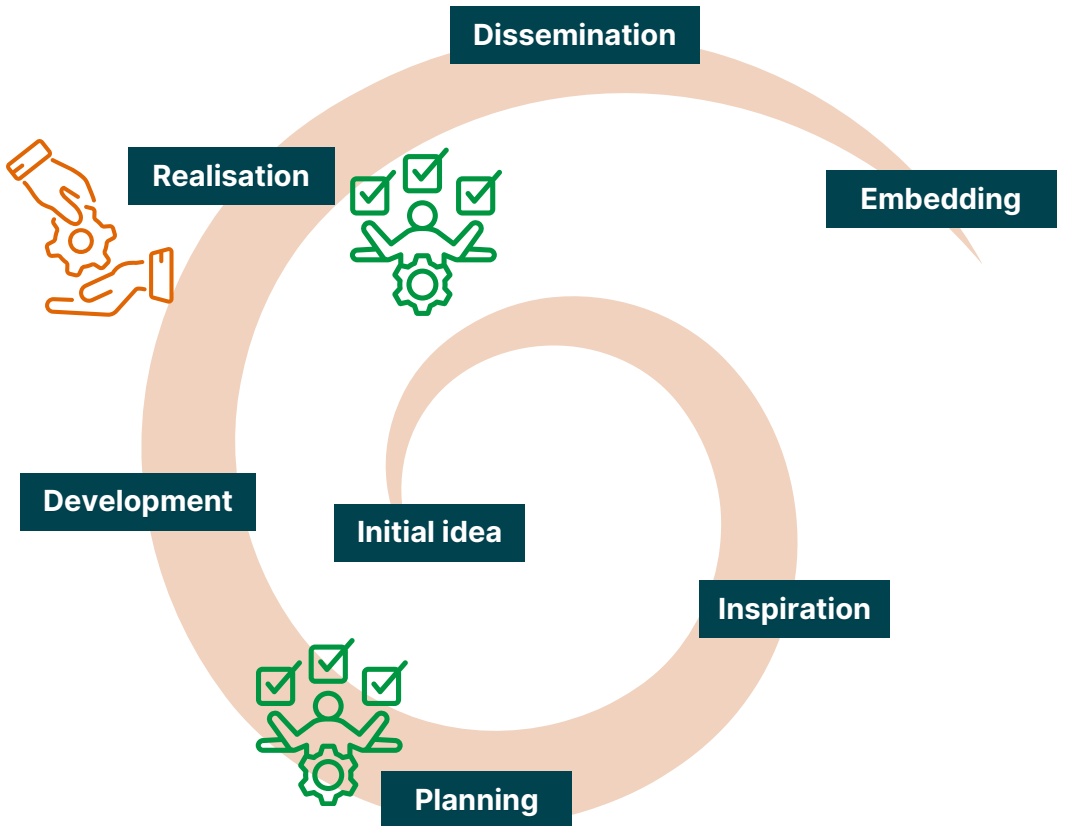 Dissemination
Realisation
Embedding
Development
Initial idea
Inspiration
Planning